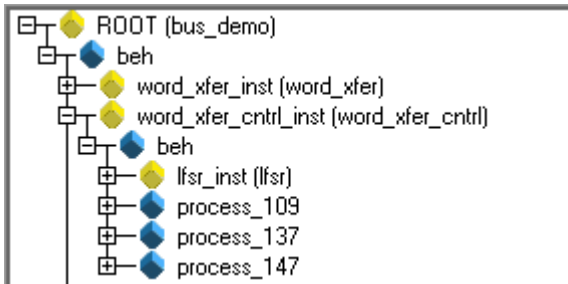 ROOT (bus_demo)
beh
word_xfer_inst (word_xfer)
word_xfer_cntrl_inst (word_xfer_cntrl)
beh
lfsr_inst (lfsr)
process_109
process_137
process_147